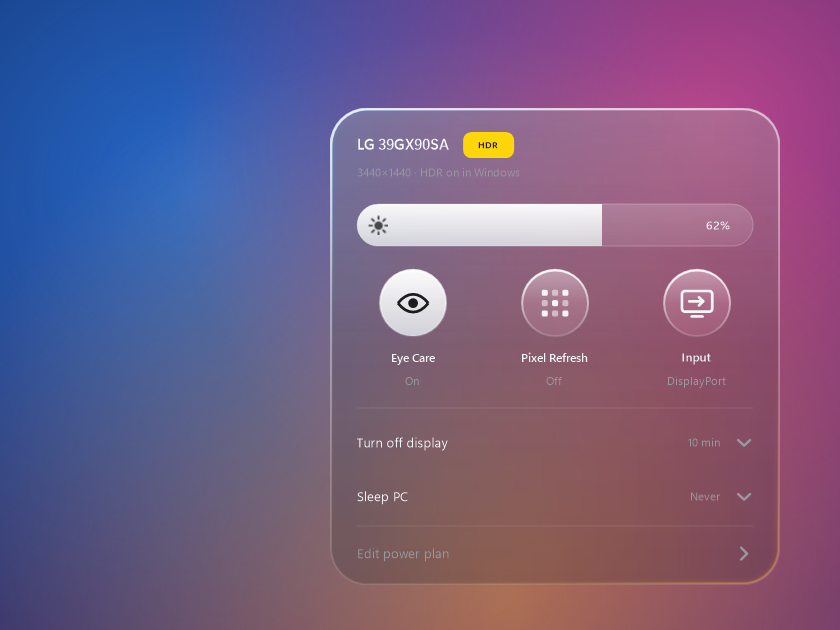 LG 39GX90SA HDR
3440×1440 · HDR on in Windows
62%
Eye Care Pixel Refresh Input
On Off DisplayPort
Turn off display 10 min
Sleep PC Never
Edit power plan